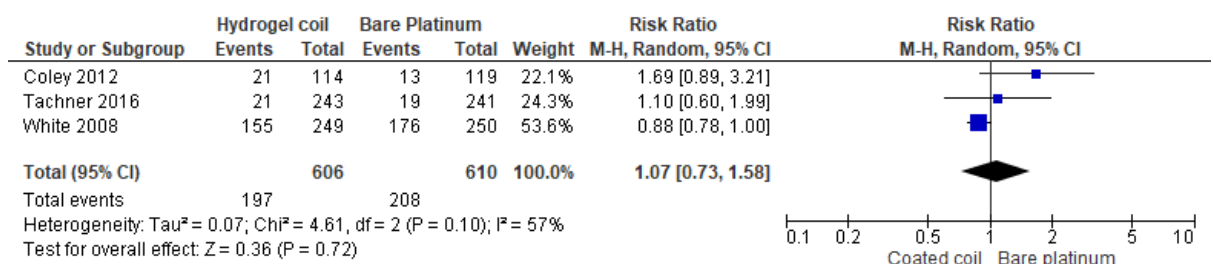 Hydrogel coil Bare Platinum Risk Ratio Risk Ratio
Study or Subgroup Events Total Events Total Weight M-H, Random, 95% CI M-H, Random, 95% CI
Coley 2012 21 114 13 119 22.1% 1.69 [0.89, 3.21]
Tachner 2016 21 243 19 241 24.3% 1.10 [0.60, 1.99]
White 2008 155 249 176 250 53.6% 0.88 [0.78, 1.00]
Total (95% CI) 606 610 100.0% 1.07 [0.73, 1.58]
Total events 197 208
Heterogeneity: Tau² = 0.07; Chi² = 4.61, df = 2 (P = 0.10); I² = 57%
Test for overall effect: Z = 0.36 (P = 0.72)
0.1 0.2 0.5 1 2 5 10
Coated coil Bare platinum